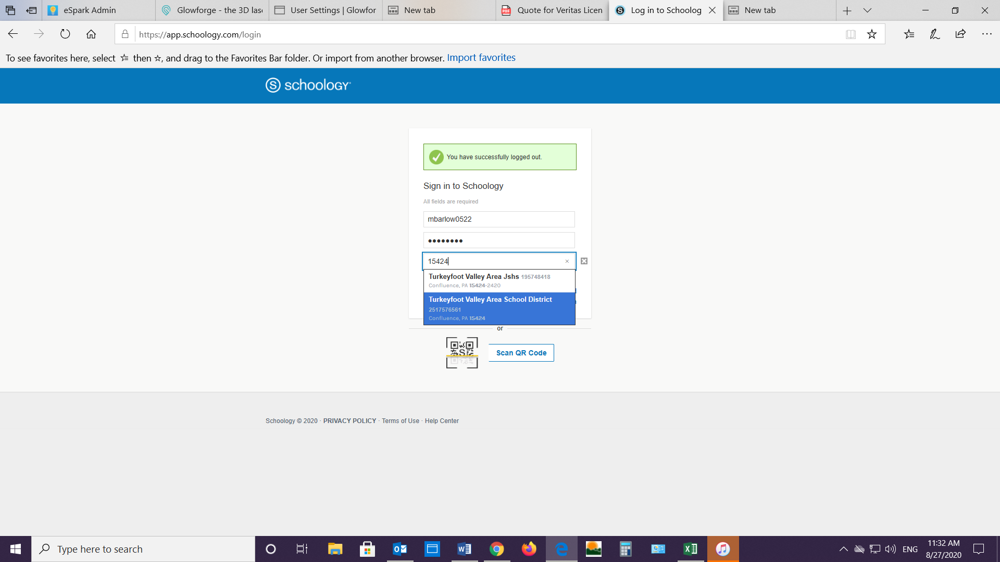 eSpark Admin
Glowforge - the 3D las
User Settings | Glowfor
New tab
Quote for Veritas Licen
Log in to Schoolog
New tab
https://app.schoology.com/login
To see favorites here, select then ☆, and drag to the Favorites Bar folder. Or import from another browser. Import favorites
S schoology
You have successfully logged out.
Sign in to Schoology
All fields are required
mbarlow0522
••••••••
15424
Turkeyfoot Valley Area Jshs 195748418
Confluence, PA 15424-2420
Turkeyfoot Valley Area School District
2517576561
Confluence, PA 15424
or
S
Scan QR Code
Schoology © 2020 · PRIVACY POLICY · Terms of Use · Help Center
Type here to search
ENG
11:32 AM
8/27/2020